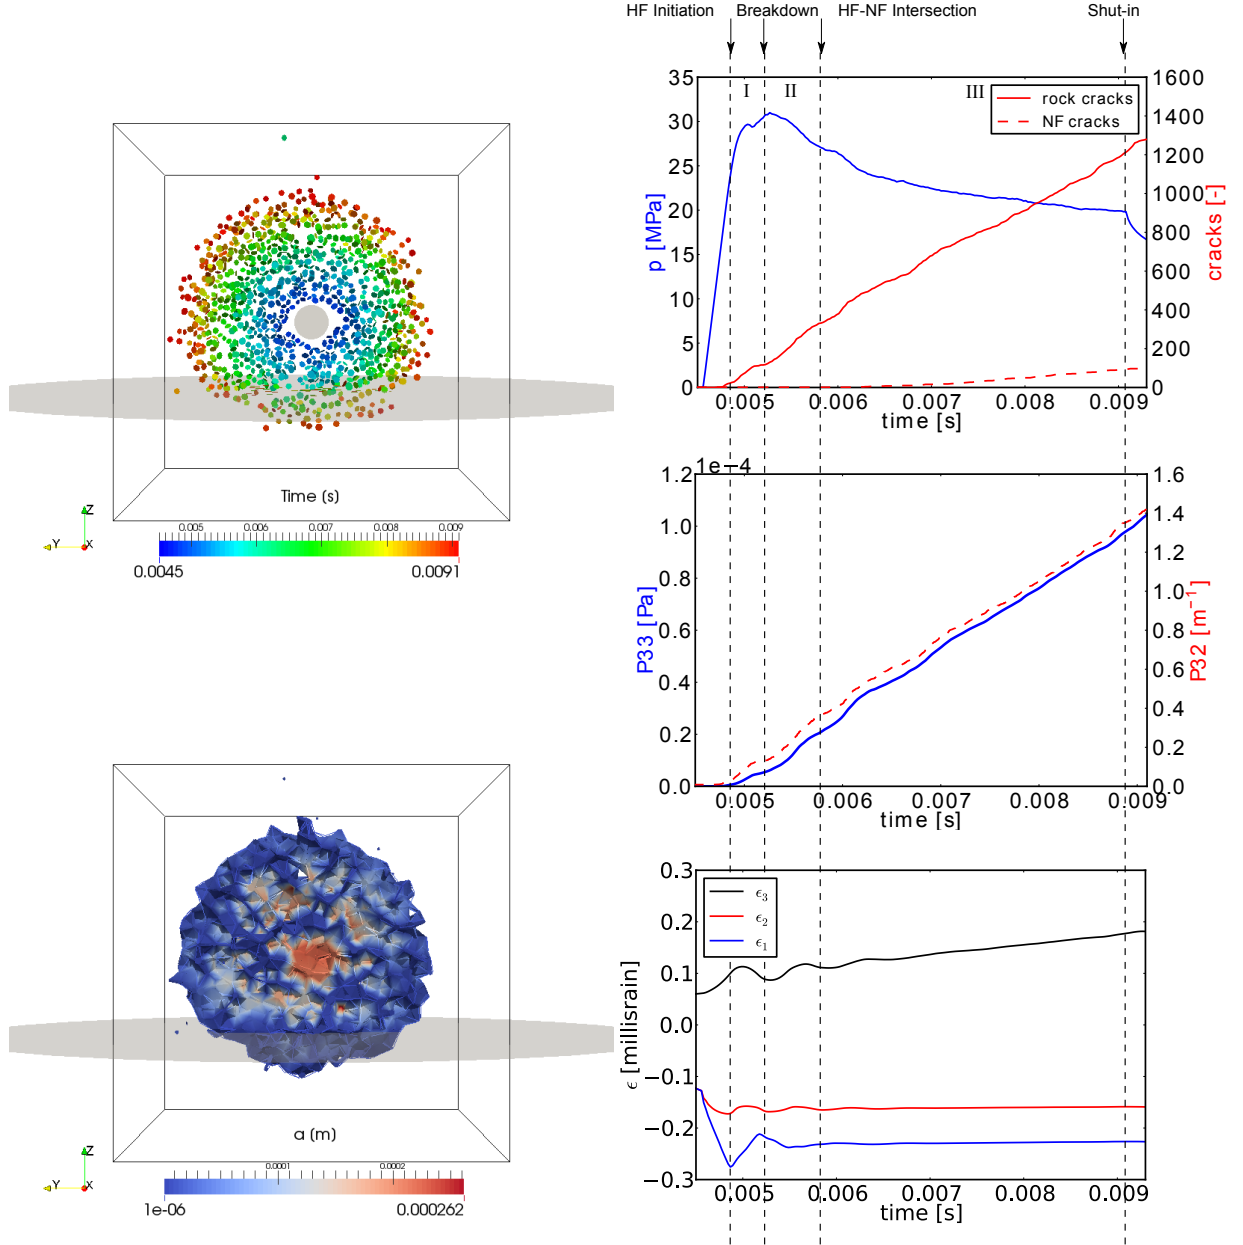 HF Initiation Breakdown HF-NF Intersection Shut-in
I II III
rock cracks
NF cracks
35
30
25
20
15
10
5
0
p [MPa]
1600
1400
1200
1000
800
600
400
200
0
cracks [-]
0.005 0.006 0.007 0.008 0.009
time [s]
Time (s)
0.005 0.006 0.007 0.008 0.009
0.0045 0.0091
Z
Y X
1e−4
1.2
1.0
0.8
0.6
0.4
0.2
0.0
P33 [Pa]
1.6
1.4
1.2
1.0
0.8
0.6
0.4
0.2
0.0
P32 [m⁻¹]
0.005 0.006 0.007 0.008 0.009
time [s]
a (m)
0.0001 0.0002
1e-06 0.000262
Z
Y X
0.3
0.2
0.1
0.0
−0.1
−0.2
−0.3
ϵ [millisrain]
ϵ₃
ϵ₂
ϵ₁
0.005 0.006 0.007 0.008 0.009
time [s]